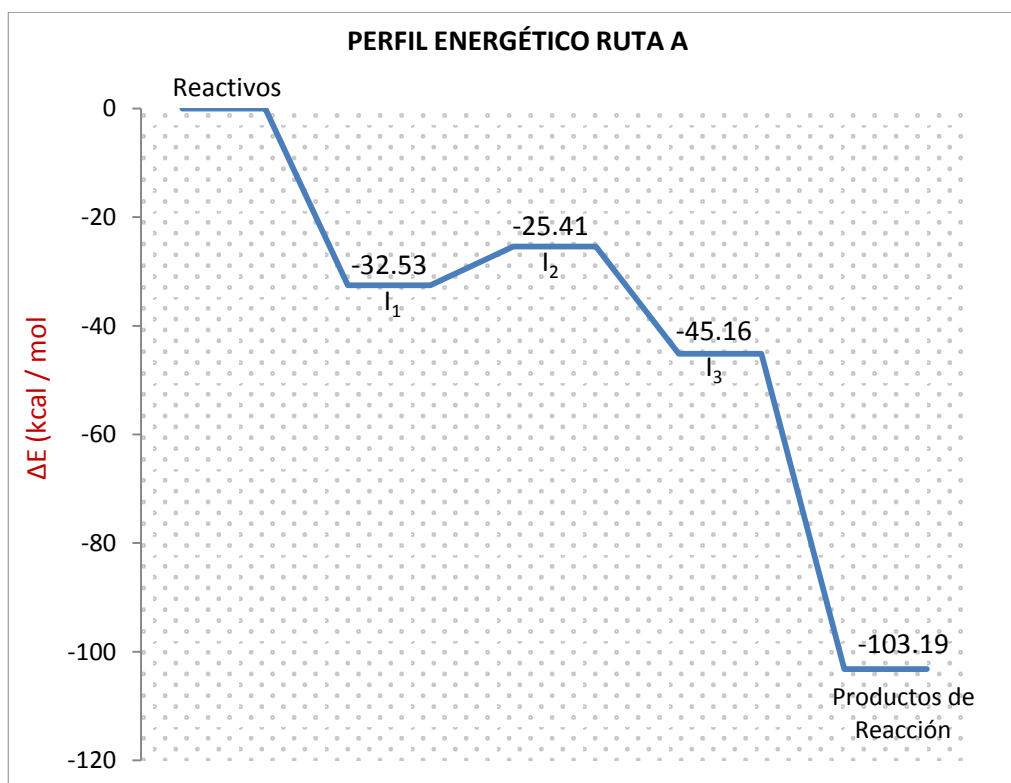 PERFIL ENERGÉTICO RUTA A
Reactivos
0
-20
-40
-60
-80
-100
-120
ΔE (kcal / mol
-32.53
I₁
-25.41
I₂
-45.16
I₃
-103.19
Productos de
Reacción